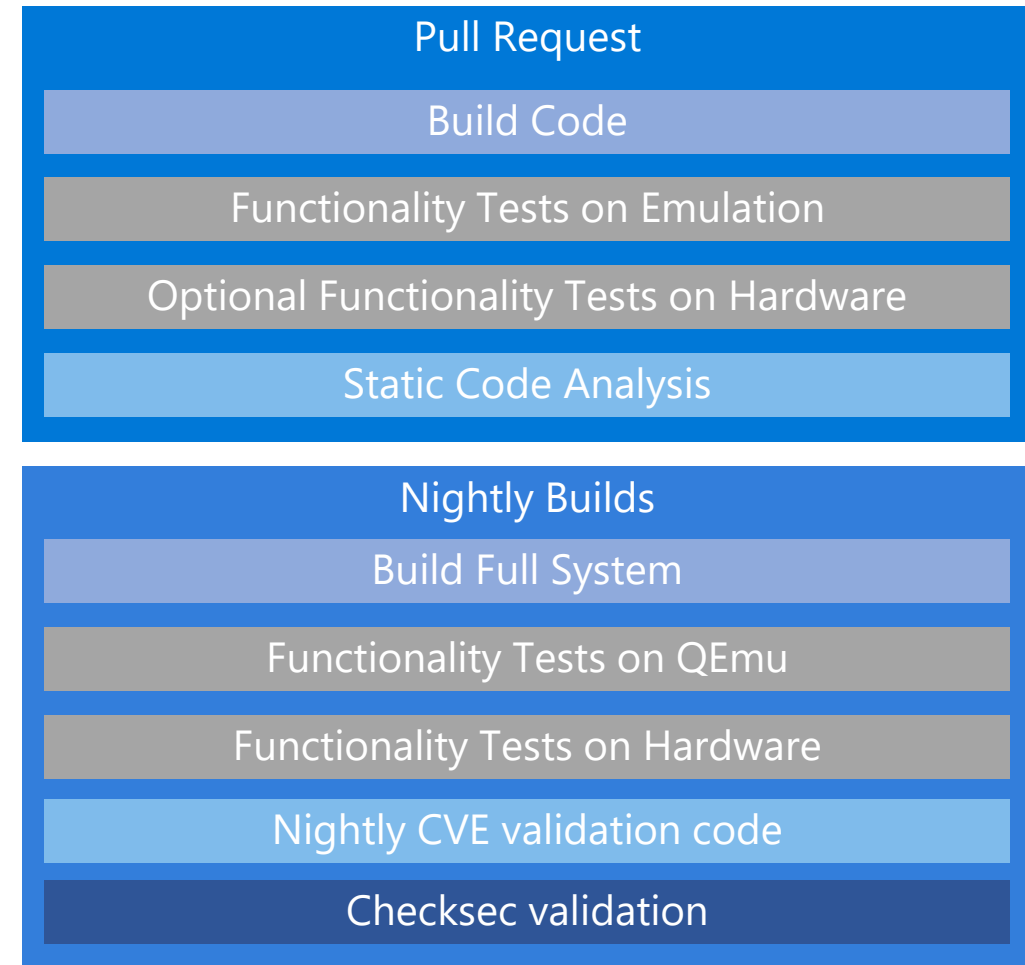 Pull Request
Build Code
Functionality Tests on Emulation
Optional Functionality Tests on Hardware
Static Code Analysis
Nightly Builds
Build Full System
Functionality Tests on QEmu
Functionality Tests on Hardware
Nightly CVE validation code
Checksec validation